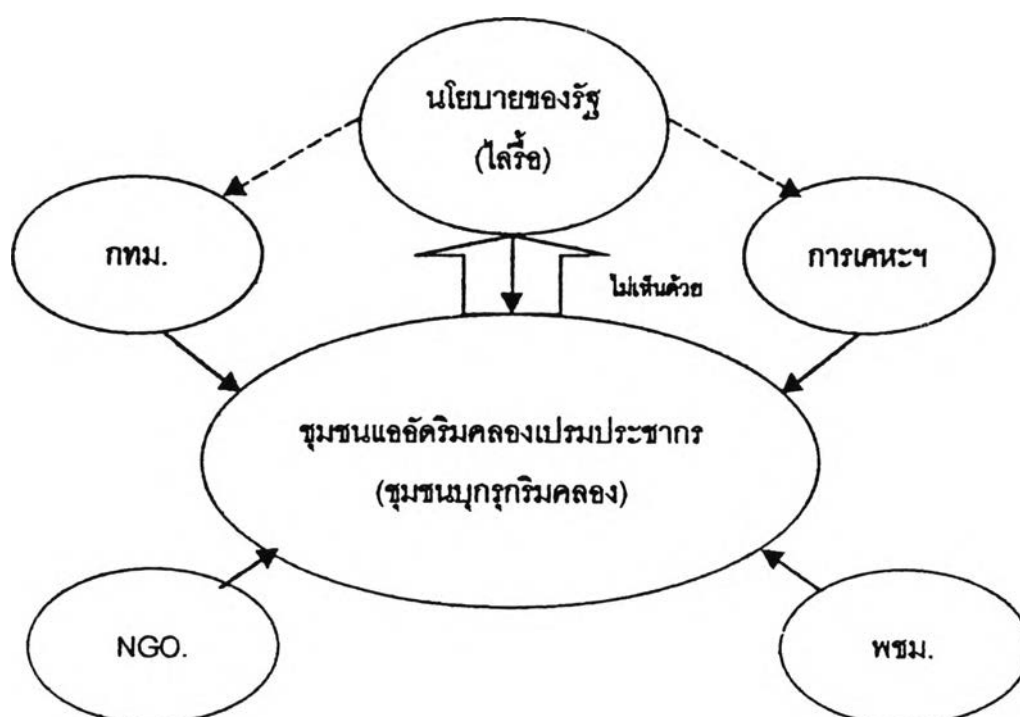 นโยบายของรัฐ
(ไล่รื้อ)
กทม.
การเคหะฯ
ไม่เห็นด้วย
ชุมชนแออัดริมคลองเปรมประชากร
(ชุมชนบุกรุกริมคลอง)
NGO.
พชม.